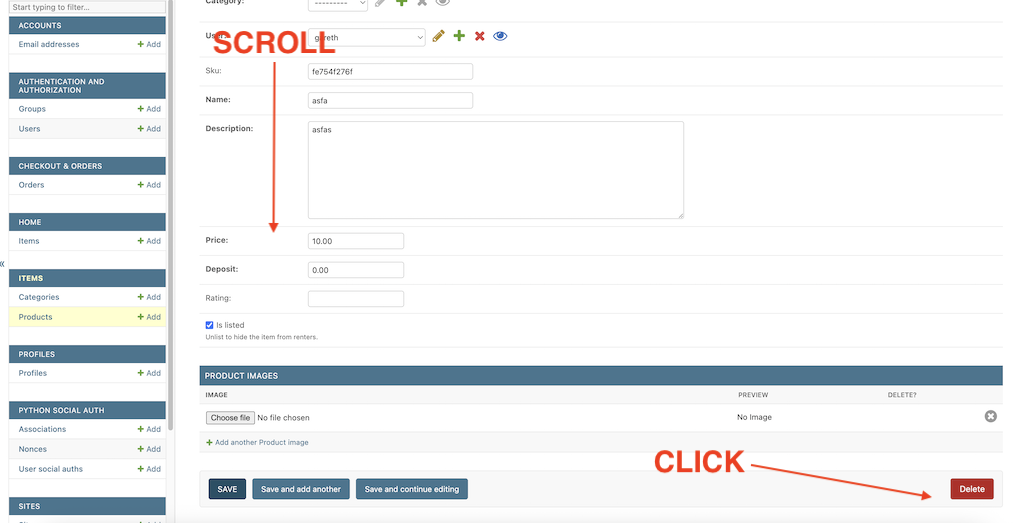 Start typing to filter...
ACCOUNTS
Email addresses
+ Add
AUTHENTICATION AND
AUTHORIZATION
Groups
+ Add
Users
+ Add
CHECKOUT & ORDERS
Orders
+ Add
HOME
Items
+ Add
«
ITEMS
Categories
+ Add
Products
+ Add
PROFILES
Profiles
+ Add
PYTHON SOCIAL AUTH
Associations
+ Add
Nonces
+ Add
User social auths
+ Add
SITES
Category:
---------
User:
gareth
SCROLL
Sku:
fe754f276f
Name:
asfa
Description:
asfas
Price:
10.00
Deposit:
0.00
Rating:
Is listed
Unlist to hide the item from renters.
PRODUCT IMAGES
IMAGE
PREVIEW
DELETE?
Choose file No file chosen
No Image
+ Add another Product image
CLICK
SAVE
Save and add another
Save and continue editing
Delete